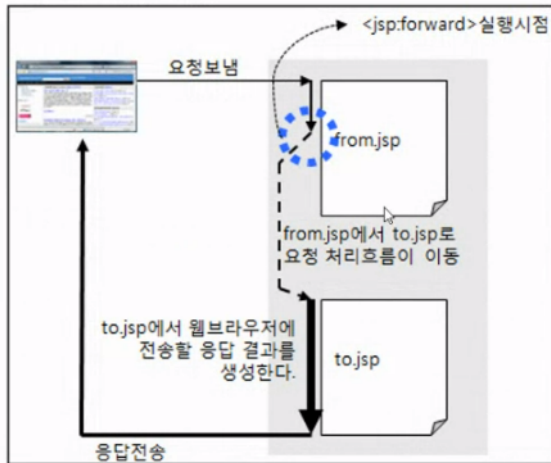 <jsp:forward>실행시점
요청보냄
from.jsp
from.jsp에서 to.jsp로
요청 처리흐름이 이동
to.jsp에서 웹브라우저에
전송할 응답 결과를
생성한다.
to.jsp
응답전송